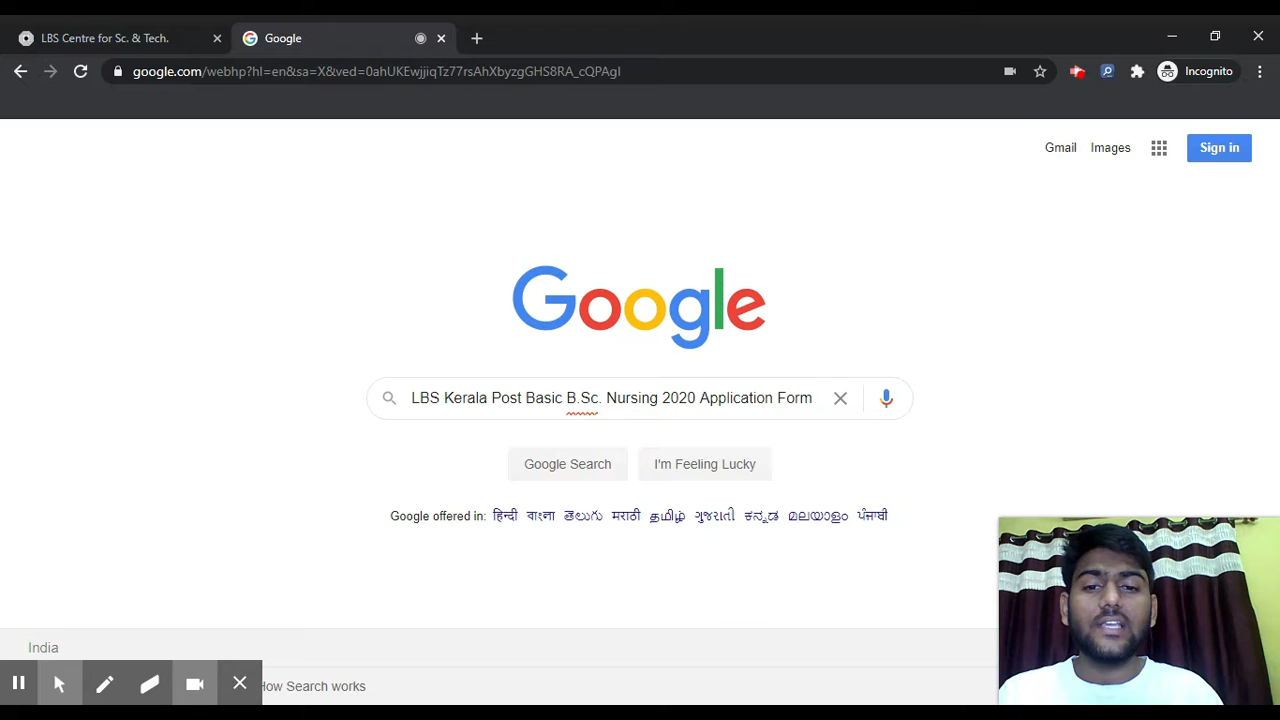 LBS Centre for Sc. & Tech.
Google
google.com/webhp?hl=en&sa=X&ved=0ahUKEwjjiqTz77rsAhXbyzgGHS8RA_cQPAgI
Incognito
Gmail Images Sign in
Google
LBS Kerala Post Basic B.Sc. Nursing 2020 Application Form
Google Search I'm Feeling Lucky
Google offered in: हिन्दी বাংলা తెలుగు मराठी தமிழ் ગુજરાતી ಕನ್ನಡ മലയാളം ਪੰਜਾਬੀ
India
How Search works